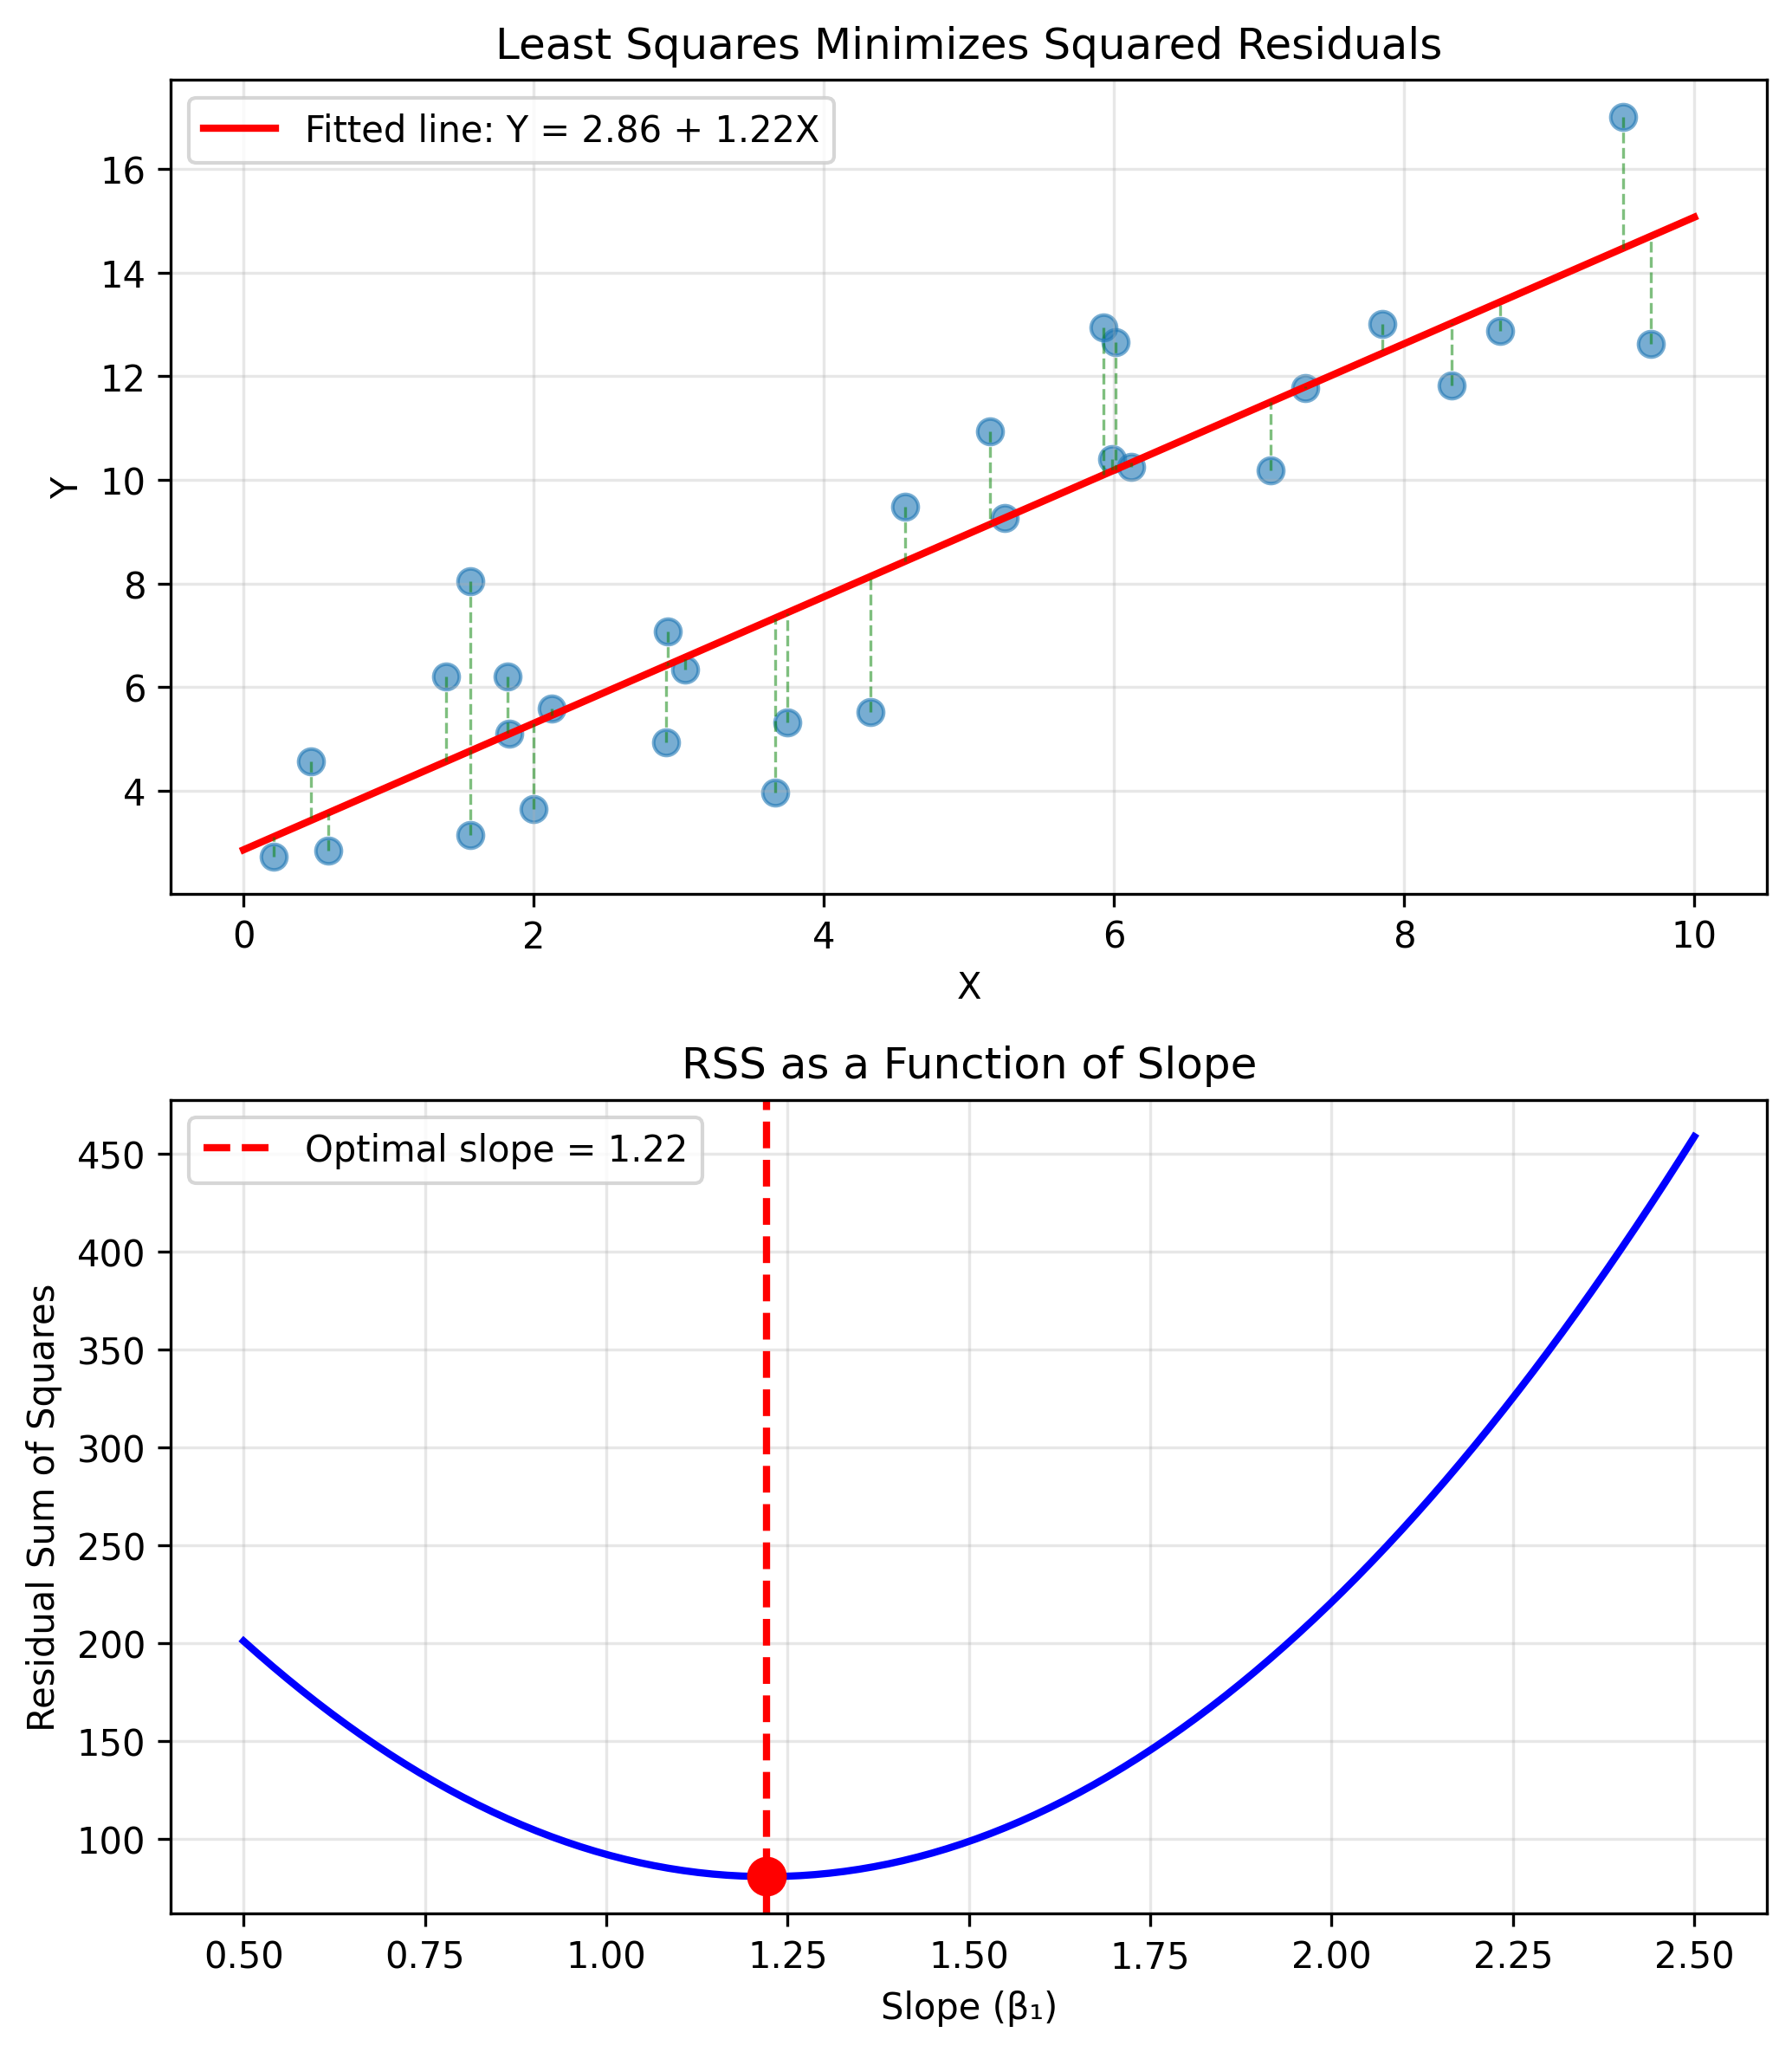 Least Squares Minimizes Squared Residuals
Fitted line: Y = 2.86 + 1.22X
16
14
12
10
8
6
4
Y
0 2 4 6 8 10
X
RSS as a Function of Slope
Optimal slope = 1.22
450
400
350
300
250
200
150
100
Residual Sum of Squares
0.50 0.75 1.00 1.25 1.50 1.75 2.00 2.25 2.50
Slope (β₁)